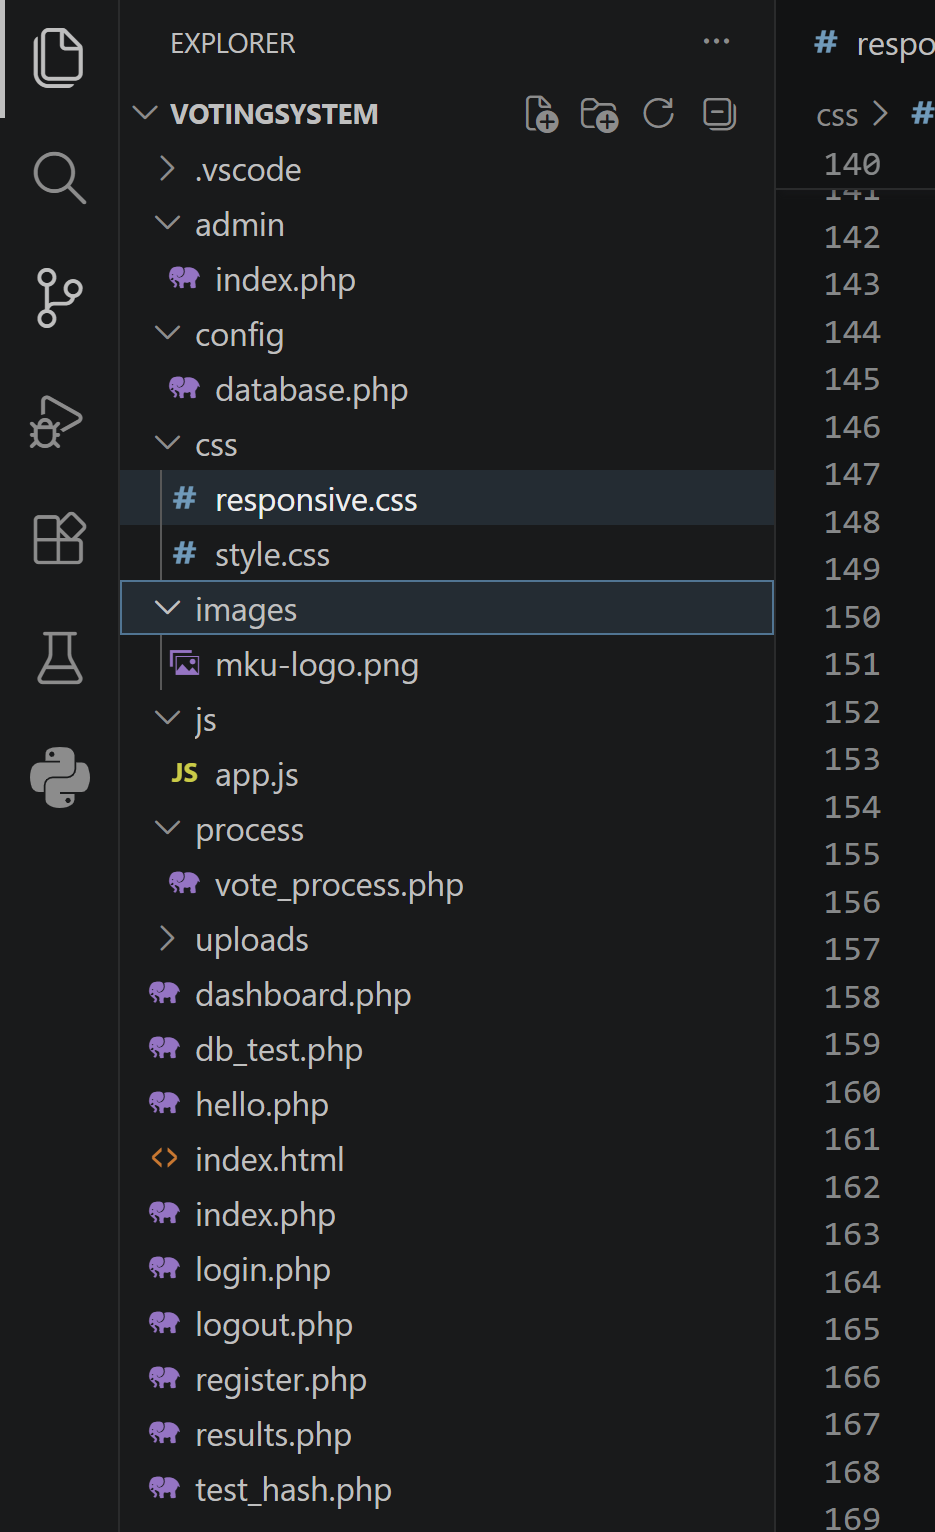 EXPLORER
VOTINGSYSTEM
.vscode
admin
index.php
config
database.php
css
responsive.css
style.css
images
mku-logo.png
js
JS app.js
process
vote_process.php
uploads
dashboard.php
db_test.php
hello.php
index.html
index.php
login.php
logout.php
register.php
results.php
test_hash.php
# respo
css > #
140
141
142
143
144
145
146
147
148
149
150
151
152
153
154
155
156
157
158
159
160
161
162
163
164
165
166
167
168
169